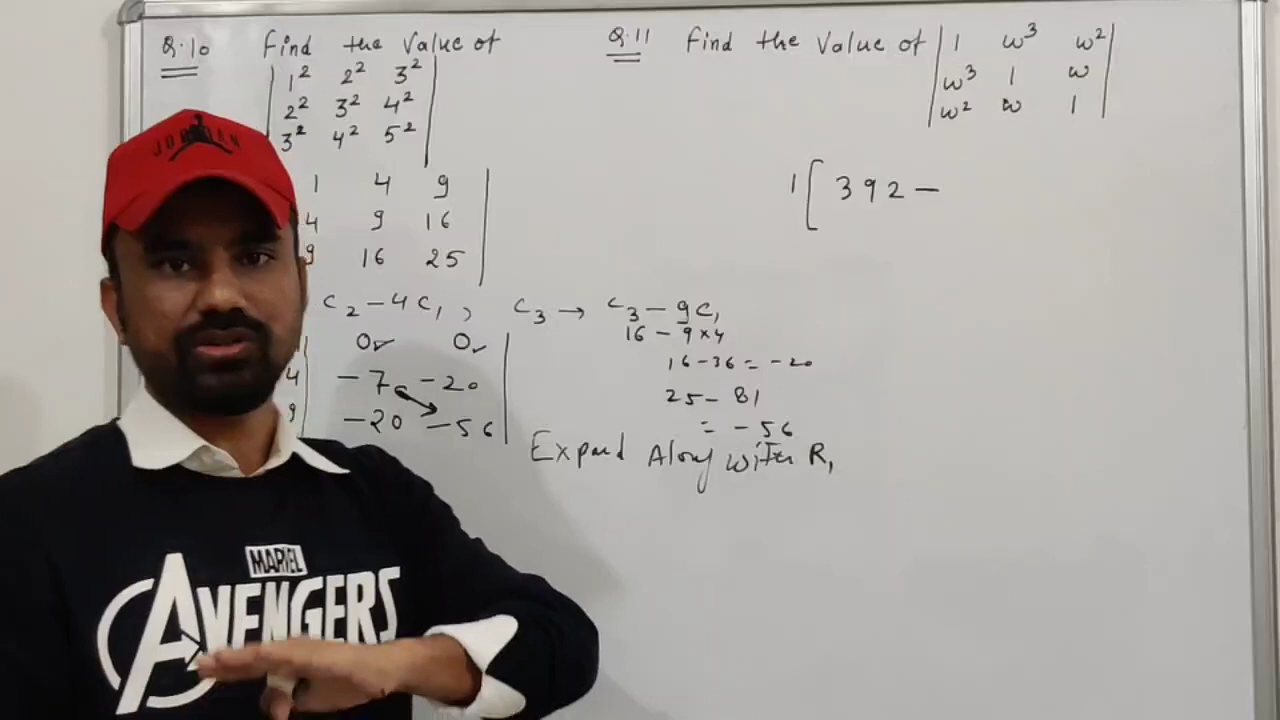 Q.10 Find the Value of
1² 2² 3²
2² 3² 4²
3² 4² 5²
1 4 9
4 9 16
9 16 25
C₂ – 4C₁, C₃ → C₃ – 9C₁
16 – 9×4
16 – 36 = –20
25 – 81
= –56
0 0
4 –7 –20
9 –20 –56
Expand Along with R₁
Q.11 Find the Value of
1 ω³ ω²
ω³ 1 ω
ω² ω 1
1[ 392 –
JORDAN
MARVEL
AVENGERS